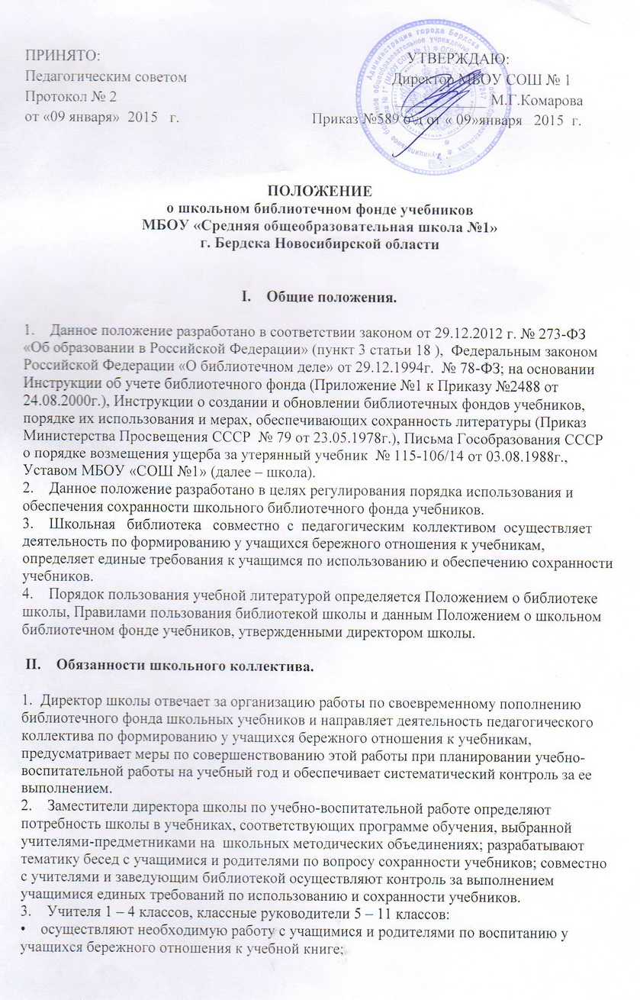 ПРИНЯТО:
Педагогическим советом
Протокол № 2
от «09 января» 2015 г.
УТВЕРЖДАЮ:
Директор МБОУ СОШ № 1
М.Г.Комарова
Приказ №589 о\д от « 09»января 2015 г.
Администрация города Бердска
ПОЛОЖЕНИЕ
о школьном библиотечном фонде учебников
МБОУ «Средняя общеобразовательная школа №1»
г. Бердска Новосибирской области
I. Общие положения.
1. Данное положение разработано в соответствии законом от 29.12.2012 г. № 273-ФЗ
«Об образовании в Российской Федерации» (пункт 3 статьи 18 ), Федеральным законом
Российской Федерации «О библиотечном деле» от 29.12.1994г. № 78-ФЗ; на основании
Инструкции об учете библиотечного фонда (Приложение №1 к Приказу №2488 от
24.08.2000г.), Инструкции о создании и обновлении библиотечных фондов учебников,
порядке их использования и мерах, обеспечивающих сохранность литературы (Приказ
Министерства Просвещения СССР № 79 от 23.05.1978г.), Письма Гособразования СССР
о порядке возмещения ущерба за утерянный учебник № 115-106/14 от 03.08.1988г.,
Уставом МБОУ «СОШ №1» (далее – школа).
2. Данное положение разработано в целях регулирования порядка использования и
обеспечения сохранности школьного библиотечного фонда учебников.
3. Школьная библиотека совместно с педагогическим коллективом осуществляет
деятельность по формированию у учащихся бережного отношения к учебникам,
определяет единые требования к учащимся по использованию и обеспечению сохранности
учебников.
4. Порядок пользования учебной литературой определяется Положением о библиотеке
школы, Правилами пользования библиотекой школы и данным Положением о школьном
библиотечном фонде учебников, утвержденными директором школы.
II. Обязанности школьного коллектива.
1. Директор школы отвечает за организацию работы по своевременному пополнению
библиотечного фонда школьных учебников и направляет деятельность педагогического
коллектива по формированию у учащихся бережного отношения к учебникам,
предусматривает меры по совершенствованию этой работы при планировании учебно-
воспитательной работы на учебный год и обеспечивает систематический контроль за ее
выполнением.
2. Заместители директора школы по учебно-воспитательной работе определяют
потребность школы в учебниках, соответствующих программе обучения, выбранной
учителями-предметниками на школьных методических объединениях; разрабатывают
тематику бесед с учащимися и родителями по вопросу сохранности учебников; совместно
с учителями и заведующим библиотекой осуществляют контроль за выполнением
учащимися единых требований по использованию и сохранности учебников.
3. Учителя 1 – 4 классов, классные руководители 5 – 11 классов:
• осуществляют необходимую работу с учащимися и родителями по воспитанию у
учащихся бережного отношения к учебной книге;